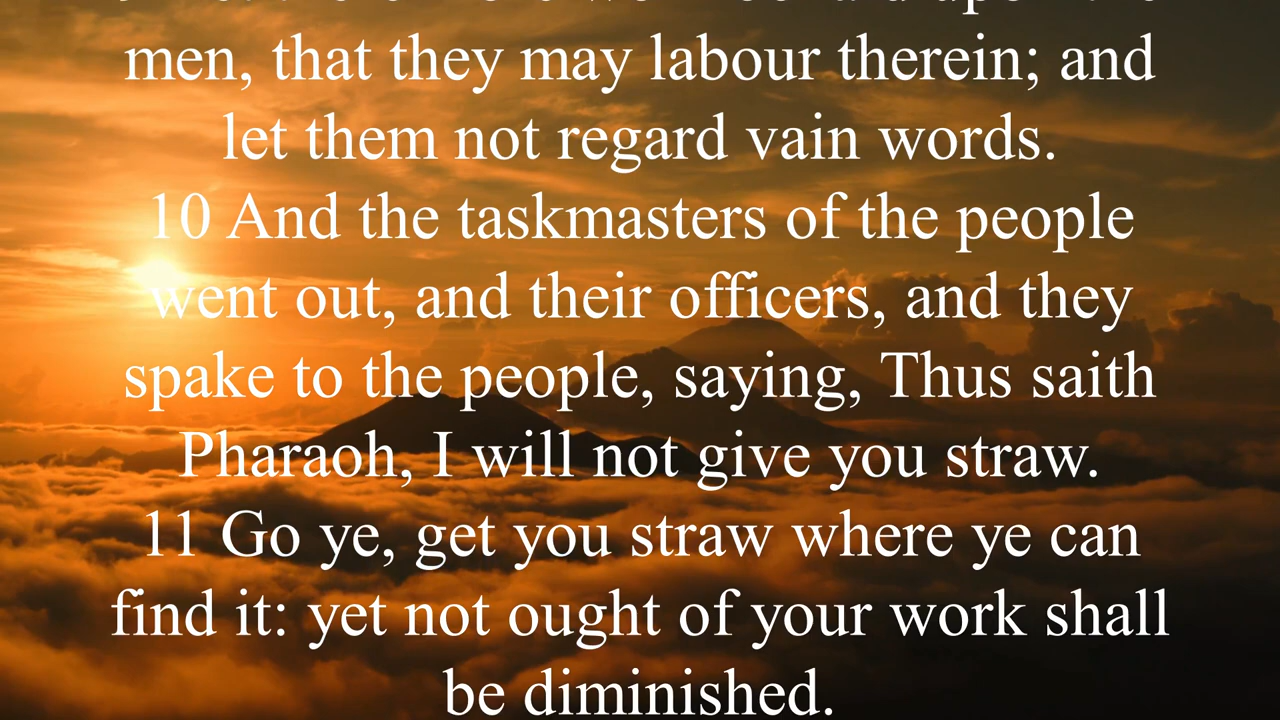 men, that they may labour therein; and
let them not regard vain words.
10 And the taskmasters of the people
went out, and their officers, and they
spake to the people, saying, Thus saith
Pharaoh, I will not give you straw.
11 Go ye, get you straw where ye can
find it: yet not ought of your work shall
be diminished.